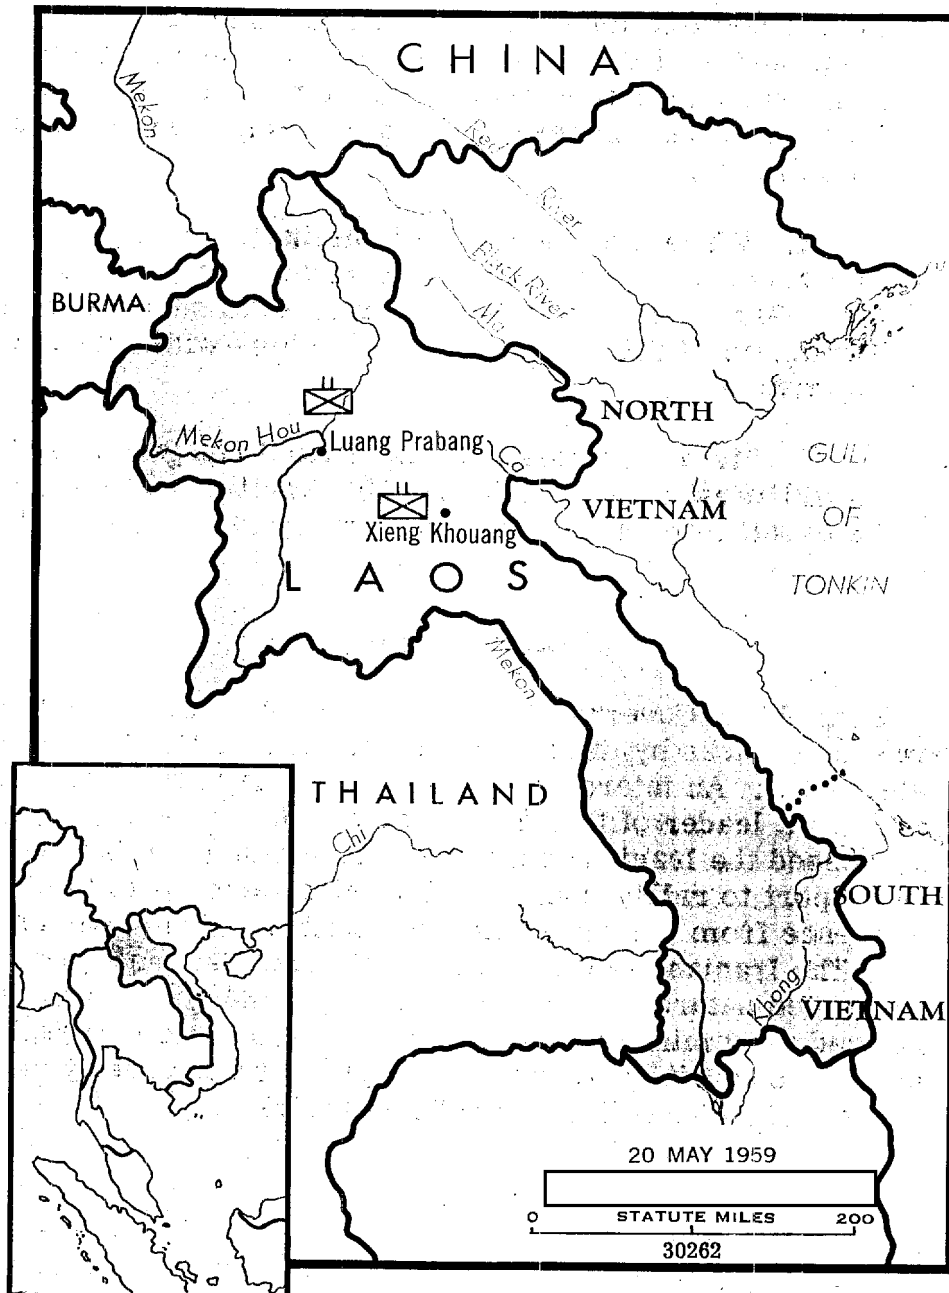 CHINA
Mekon
Red
River
Black River
BURMA
Ma
NORTH
Mekon Hou
Luang Prabang
Ca
GULF
VIETNAM
OF
Xieng Khouang
LAOS
TONKIN
Mekon
THAILAND
Chi
SOUTH
Khong
VIETNAM
20 MAY 1959
0 STATUTE MILES 200
30262